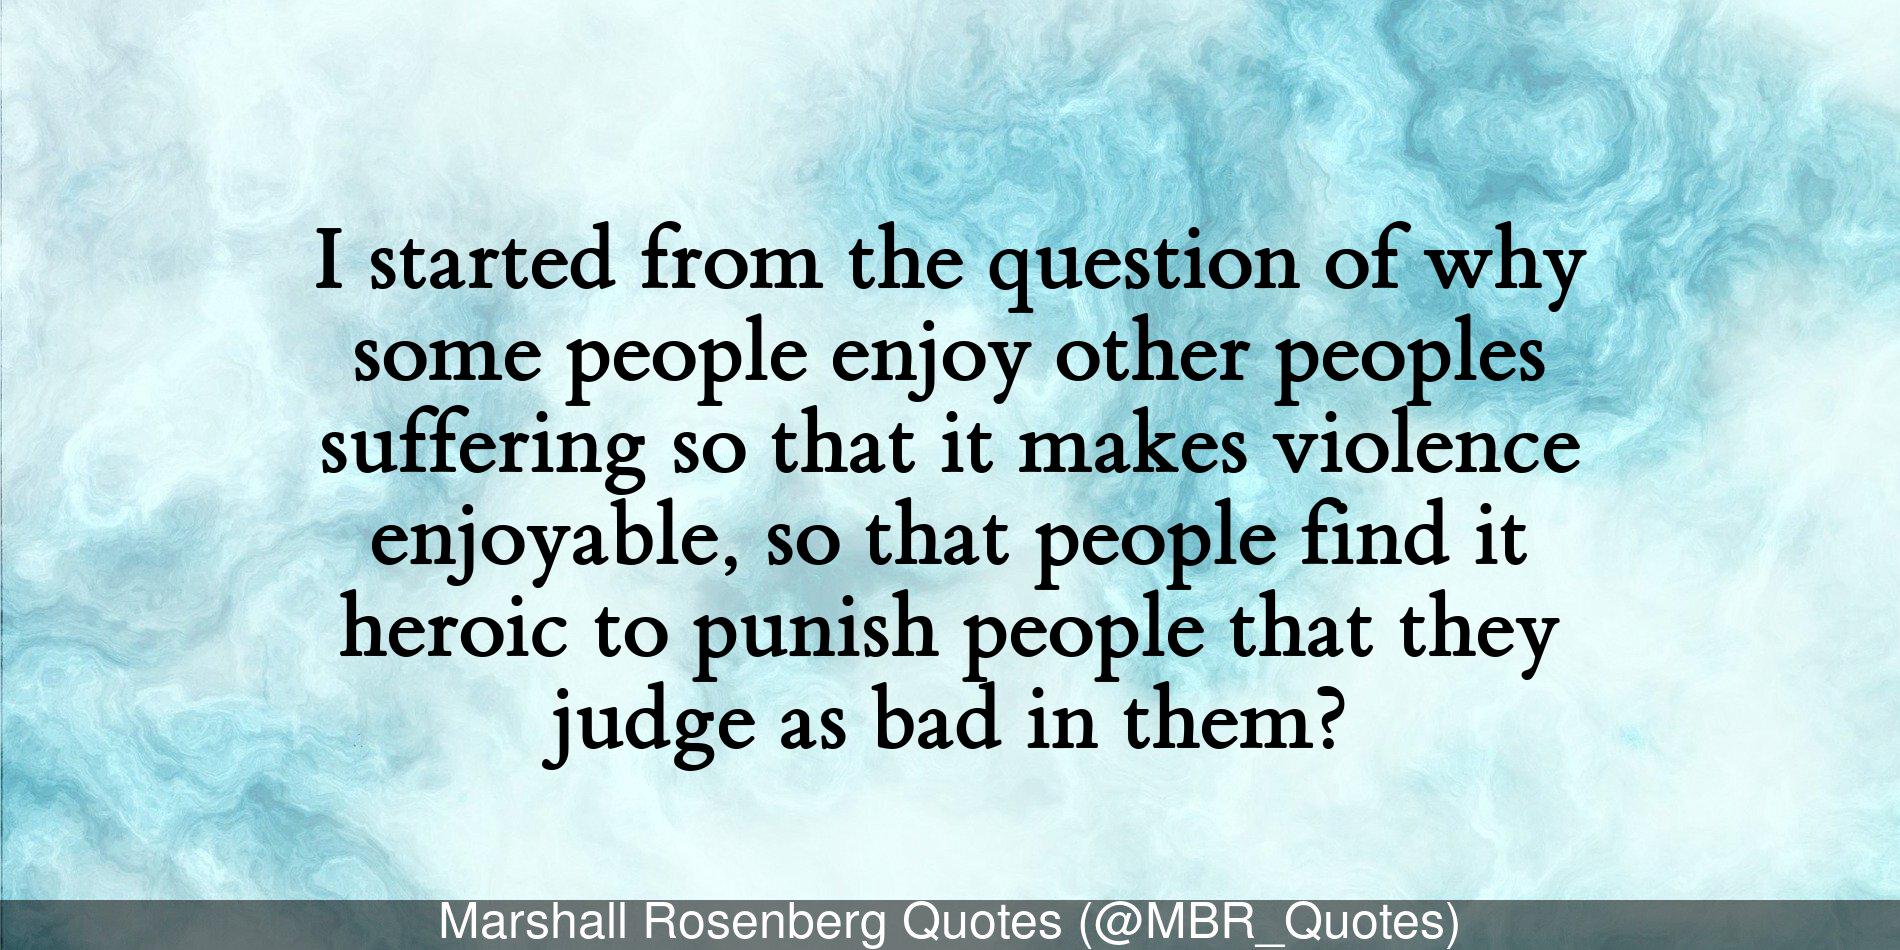 I started from the question of why
some people enjoy other peoples
suffering so that it makes violence
enjoyable, so that people find it
heroic to punish people that they
judge as bad in them?
Marshall Rosenberg Quotes (@MBR_Quotes)